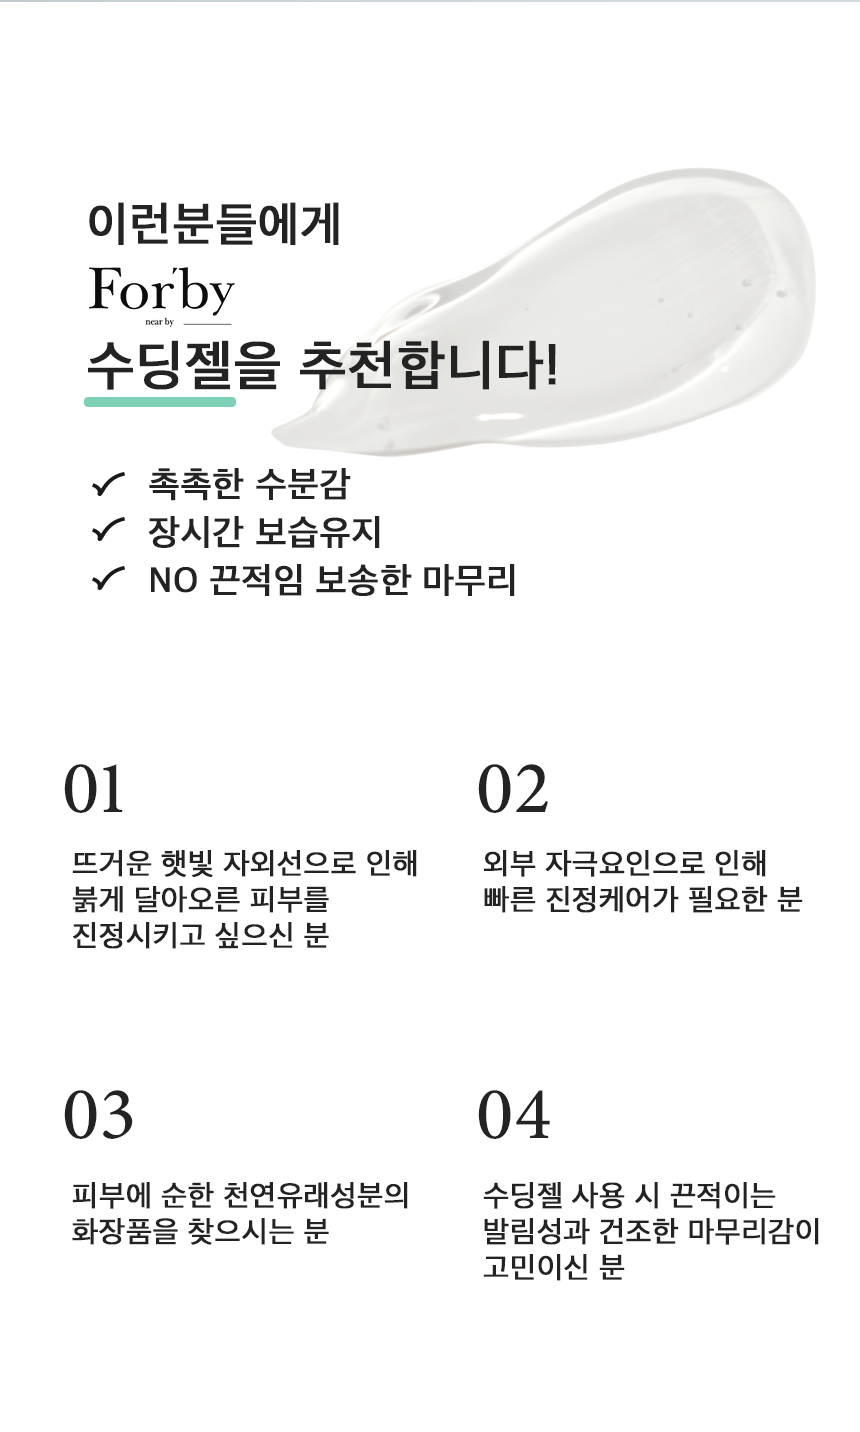 이런분들에게
For'by
near by
수딩젤을 추천합니다!
촉촉한 수분감
장시간 보습유지
NO 끈적임 보송한 마무리
01
뜨거운 햇빛 자외선으로 인해
붉게 달아오른 피부를
진정시키고 싶으신 분
02
외부 자극요인으로 인해
빠른 진정케어가 필요한 분
03
피부에 순한 천연유래성분의
화장품을 찾으시는 분
04
수딩젤 사용 시 끈적이는
발림성과 건조한 마무리감이
고민이신 분